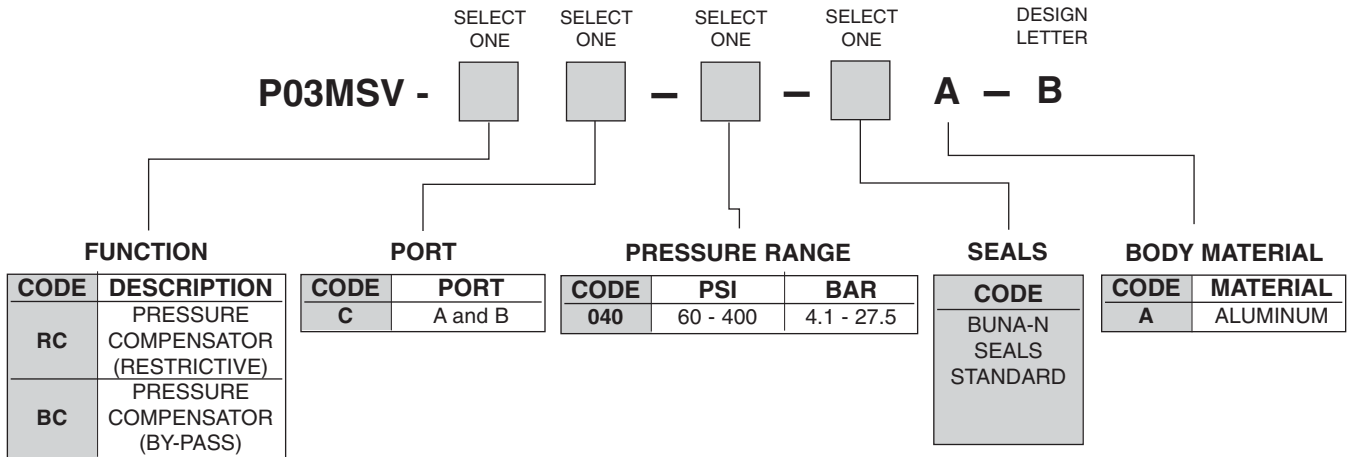 SELECT ONE
SELECT ONE
SELECT ONE
SELECT ONE
DESIGN LETTER
P03MSV - — — A — B
FUNCTION
CODE DESCRIPTION
RC PRESSURE COMPENSATOR (RESTRICTIVE)
BC PRESSURE COMPENSATOR (BY-PASS)
PORT
CODE PORT
C A and B
PRESSURE RANGE
CODE PSI BAR
040 60 - 400 4.1 - 27.5
SEALS
CODE
BUNA-N
SEALS
STANDARD
BODY MATERIAL
CODE MATERIAL
A ALUMINUM